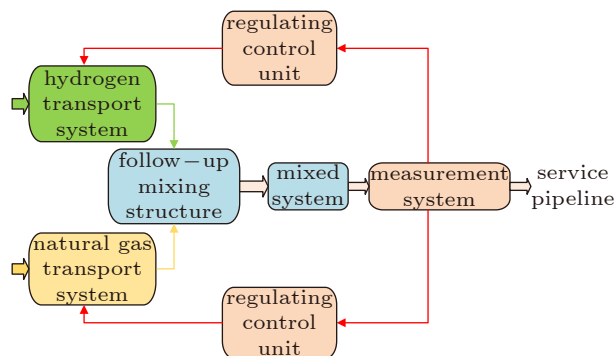 regulating
control
unit
hydrogen
transport
system
follow−up
mixing
structure
mixed
system
measurement
system
service
pipeline
natural gas
transport
system
regulating
control
unit